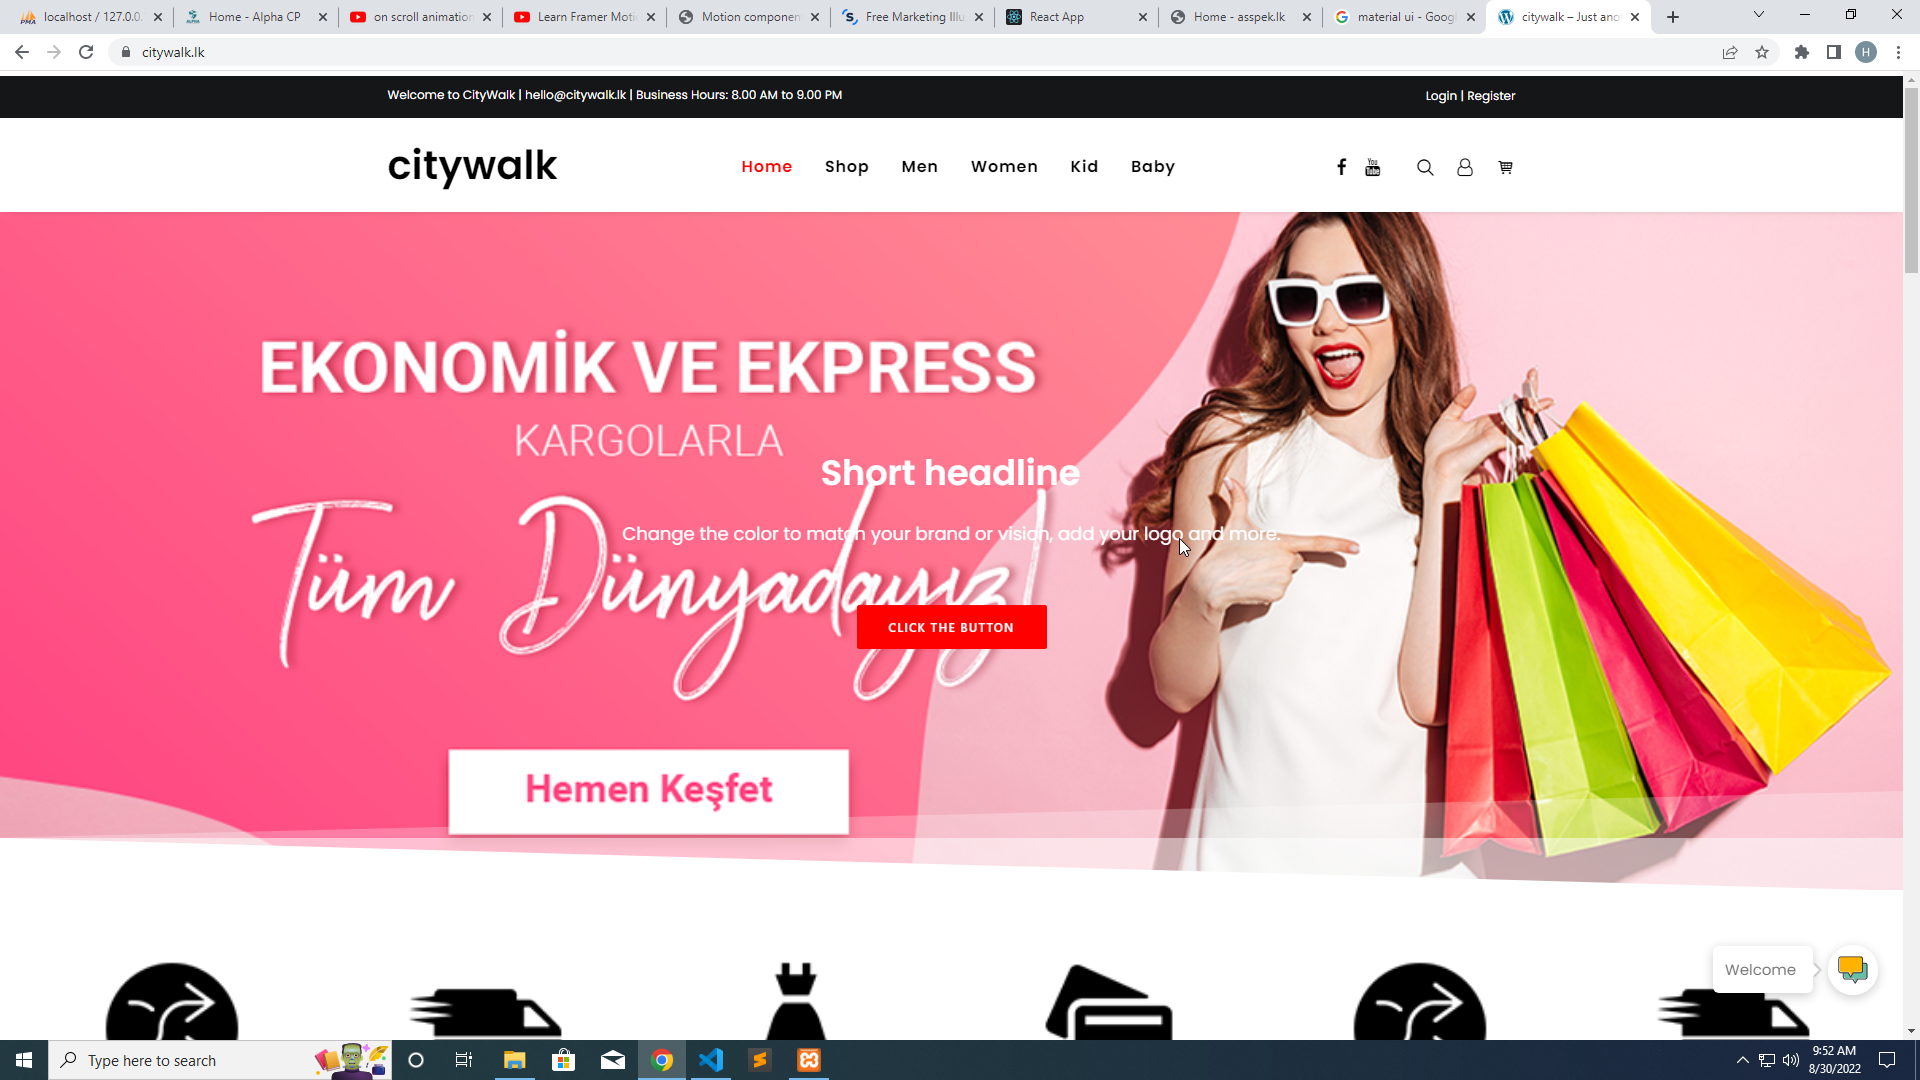 localhost / 127.0.0.
Home - Alpha CP
on scroll animation
Learn Framer Moti
Motion componen
Free Marketing Illu
React App
Home - asspek.lk
material ui - Googl
citywalk – Just ano
citywalk.lk
H
Welcome to CityWalk | hello@citywalk.lk | Business Hours: 8.00 AM to 9.00 PM
Login | Register
citywalk
Home
Shop
Men
Women
Kid
Baby
You
Tube
EKONOMİK VE EKPRESS
KARGOLARLA
Short headline
Change the color to match your brand or vision, add your logo and more.
Tüm Dünyadayız!
CLICK THE BUTTON
Hemen Keşfet
Welcome
Type here to search
9:52 AM
8/30/2022